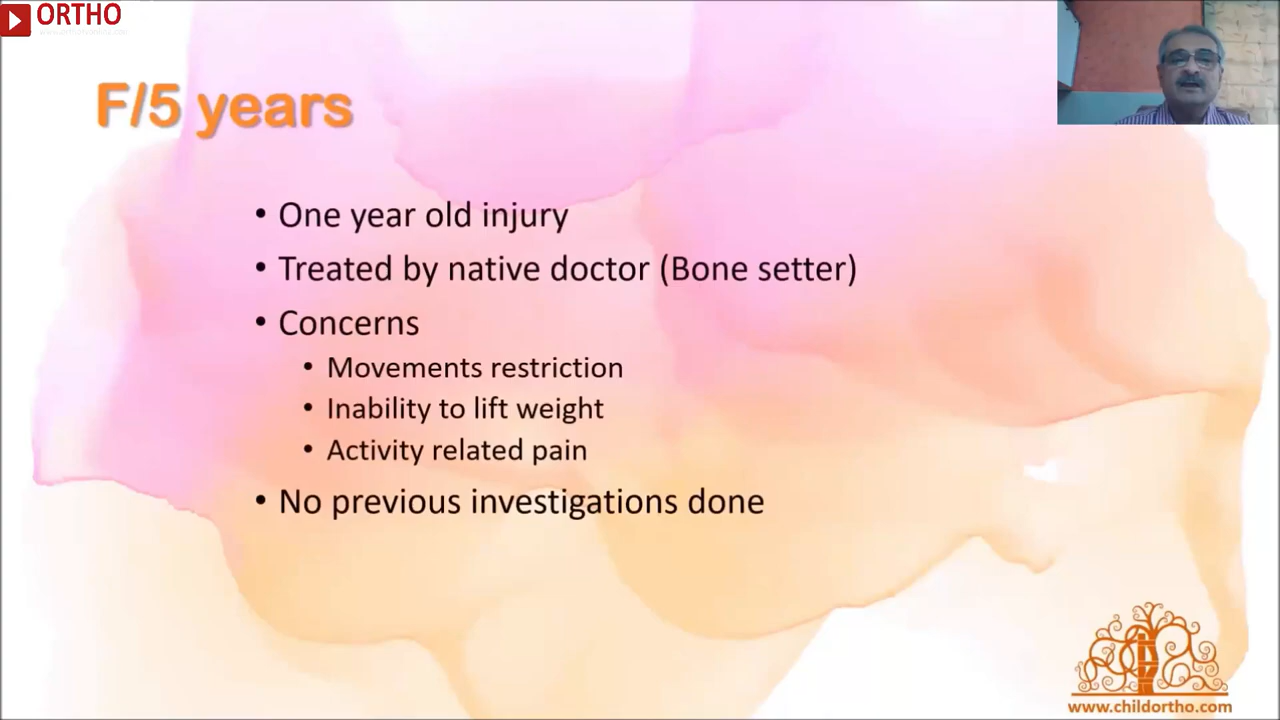 ORTHO
F/5 years
• One year old injury
• Treated by native doctor (Bone setter)
• Concerns
• Movements restriction
• Inability to lift weight
• Activity related pain
• No previous investigations done
www.childortho.com